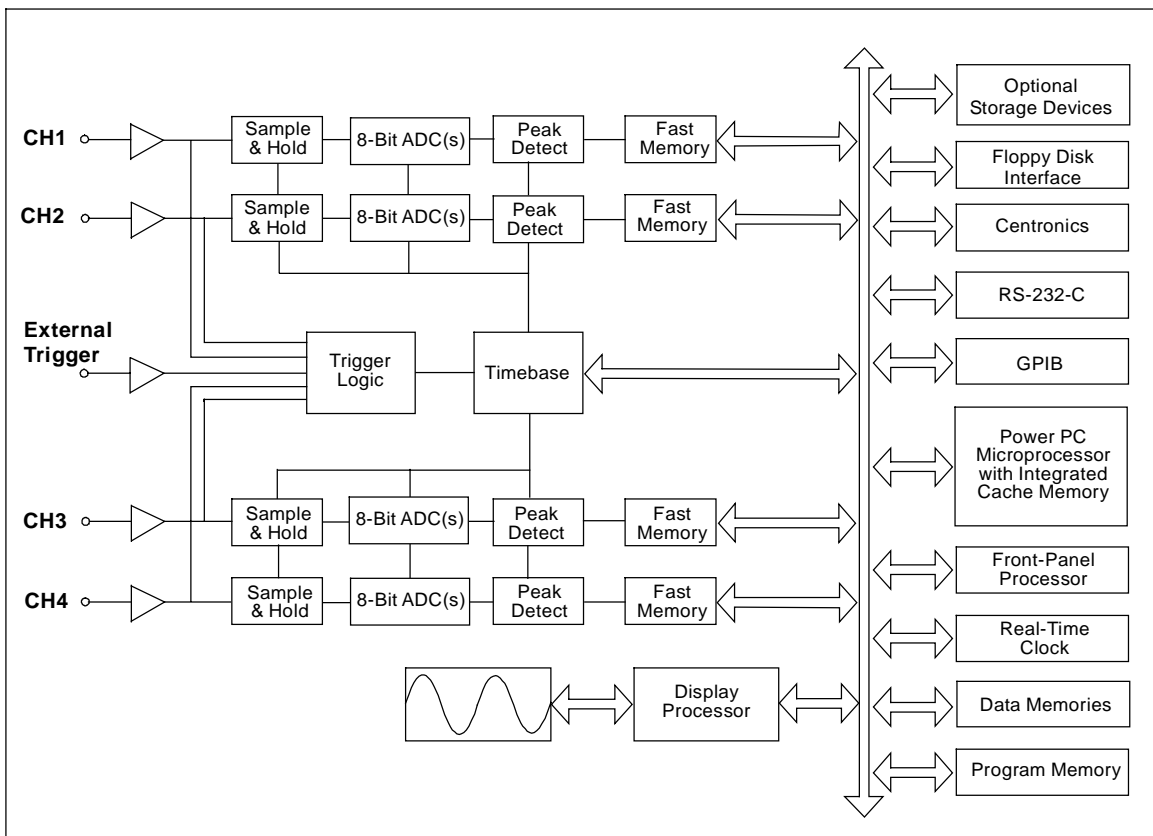 CH1
Sample
& Hold
8-Bit ADC(s)
Peak
Detect
Fast
Memory
CH2
Sample
& Hold
8-Bit ADC(s)
Peak
Detect
Fast
Memory
External
Trigger
Trigger
Logic
Timebase
CH3
Sample
& Hold
8-Bit ADC(s)
Peak
Detect
Fast
Memory
CH4
Sample
& Hold
8-Bit ADC(s)
Peak
Detect
Fast
Memory
Display
Processor
Optional
Storage Devices
Floppy Disk
Interface
Centronics
RS-232-C
GPIB
Power PC
Microprocessor
with Integrated
Cache Memory
Front-Panel
Processor
Real-Time
Clock
Data Memories
Program Memory